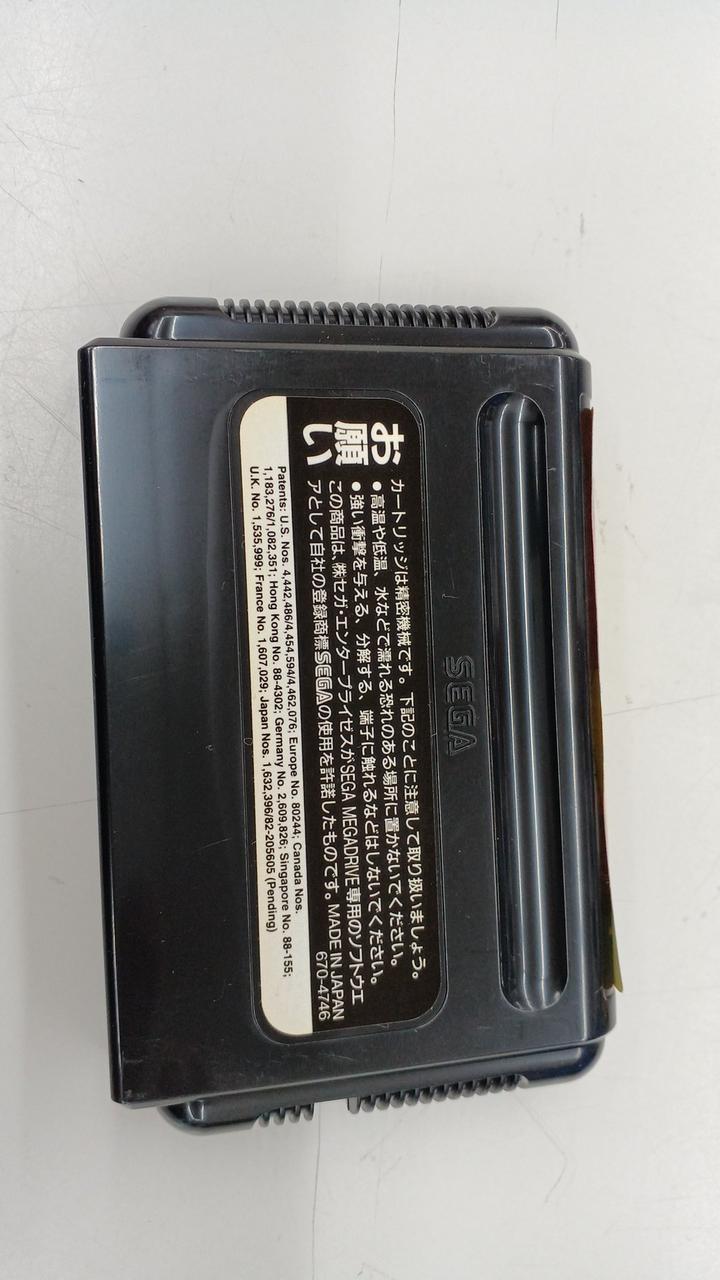 SEGA
お願い
カートリッジは精密機械です。下記のことに注意して取り扱いましょう。
●高温や低温、水などで濡れる恐れのある場所に置かないでください。
●強い衝撃を与える、分解する、端子に触れるなどはしないでください。
この商品は、㈱セガ・エンタープライゼスがSEGA MEGADRIVE専用のソフトウエ
アとして自社の登録商標SEGAの使用を許諾したものです。MADE IN JAPAN
670-4746
Patents: U.S. Nos. 4,442,486/4,454,594/4,462,076; Europe No. 80244; Canada Nos.
1,183,276/1,082,351; Hong Kong No. 88-4302; Germany No. 2,609,826; Singapore No. 88-155;
U.K. No. 1,535,999; France No. 1,607,029; Japan Nos. 1,632,396/82-205605 (Pending)